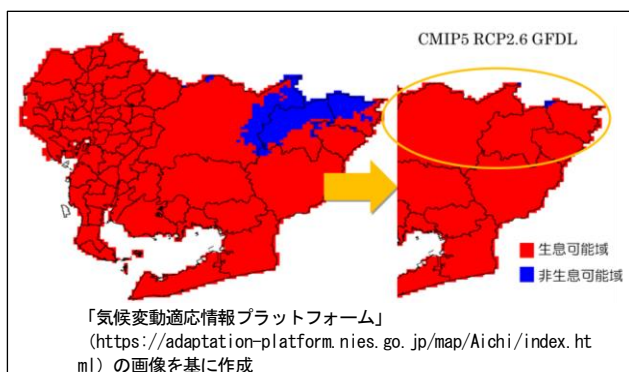 CMIP5 RCP2.6 GFDL
生息可能域
非生息可能域
「気候変動適応情報プラットフォーム」
（https://adaptation-platform.nies.go.jp/map/Aichi/index.ht
ml）の画像を基に作成